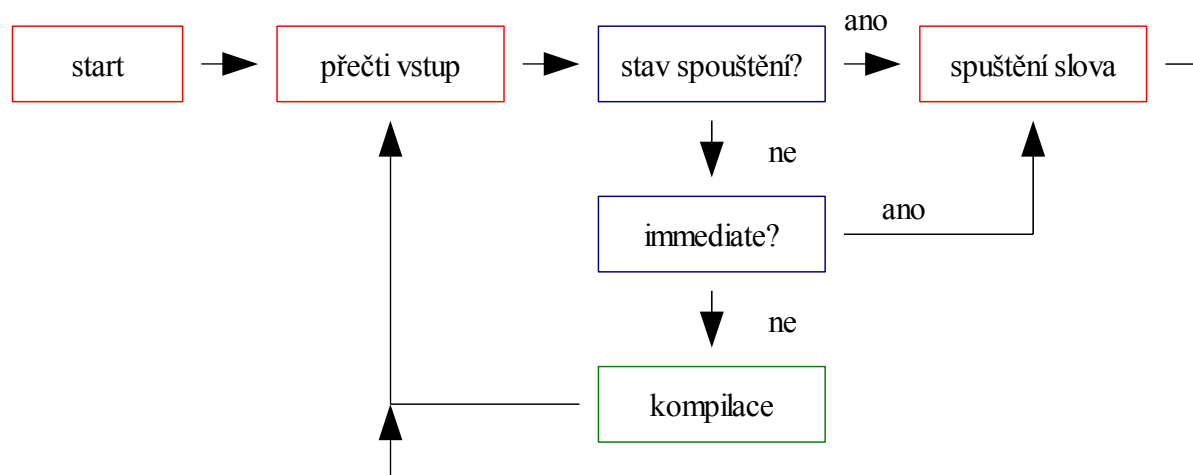 start
přečti vstup
stav spouštění?
ano
spuštění slova
ne
immediate?
ano
ne
kompilace